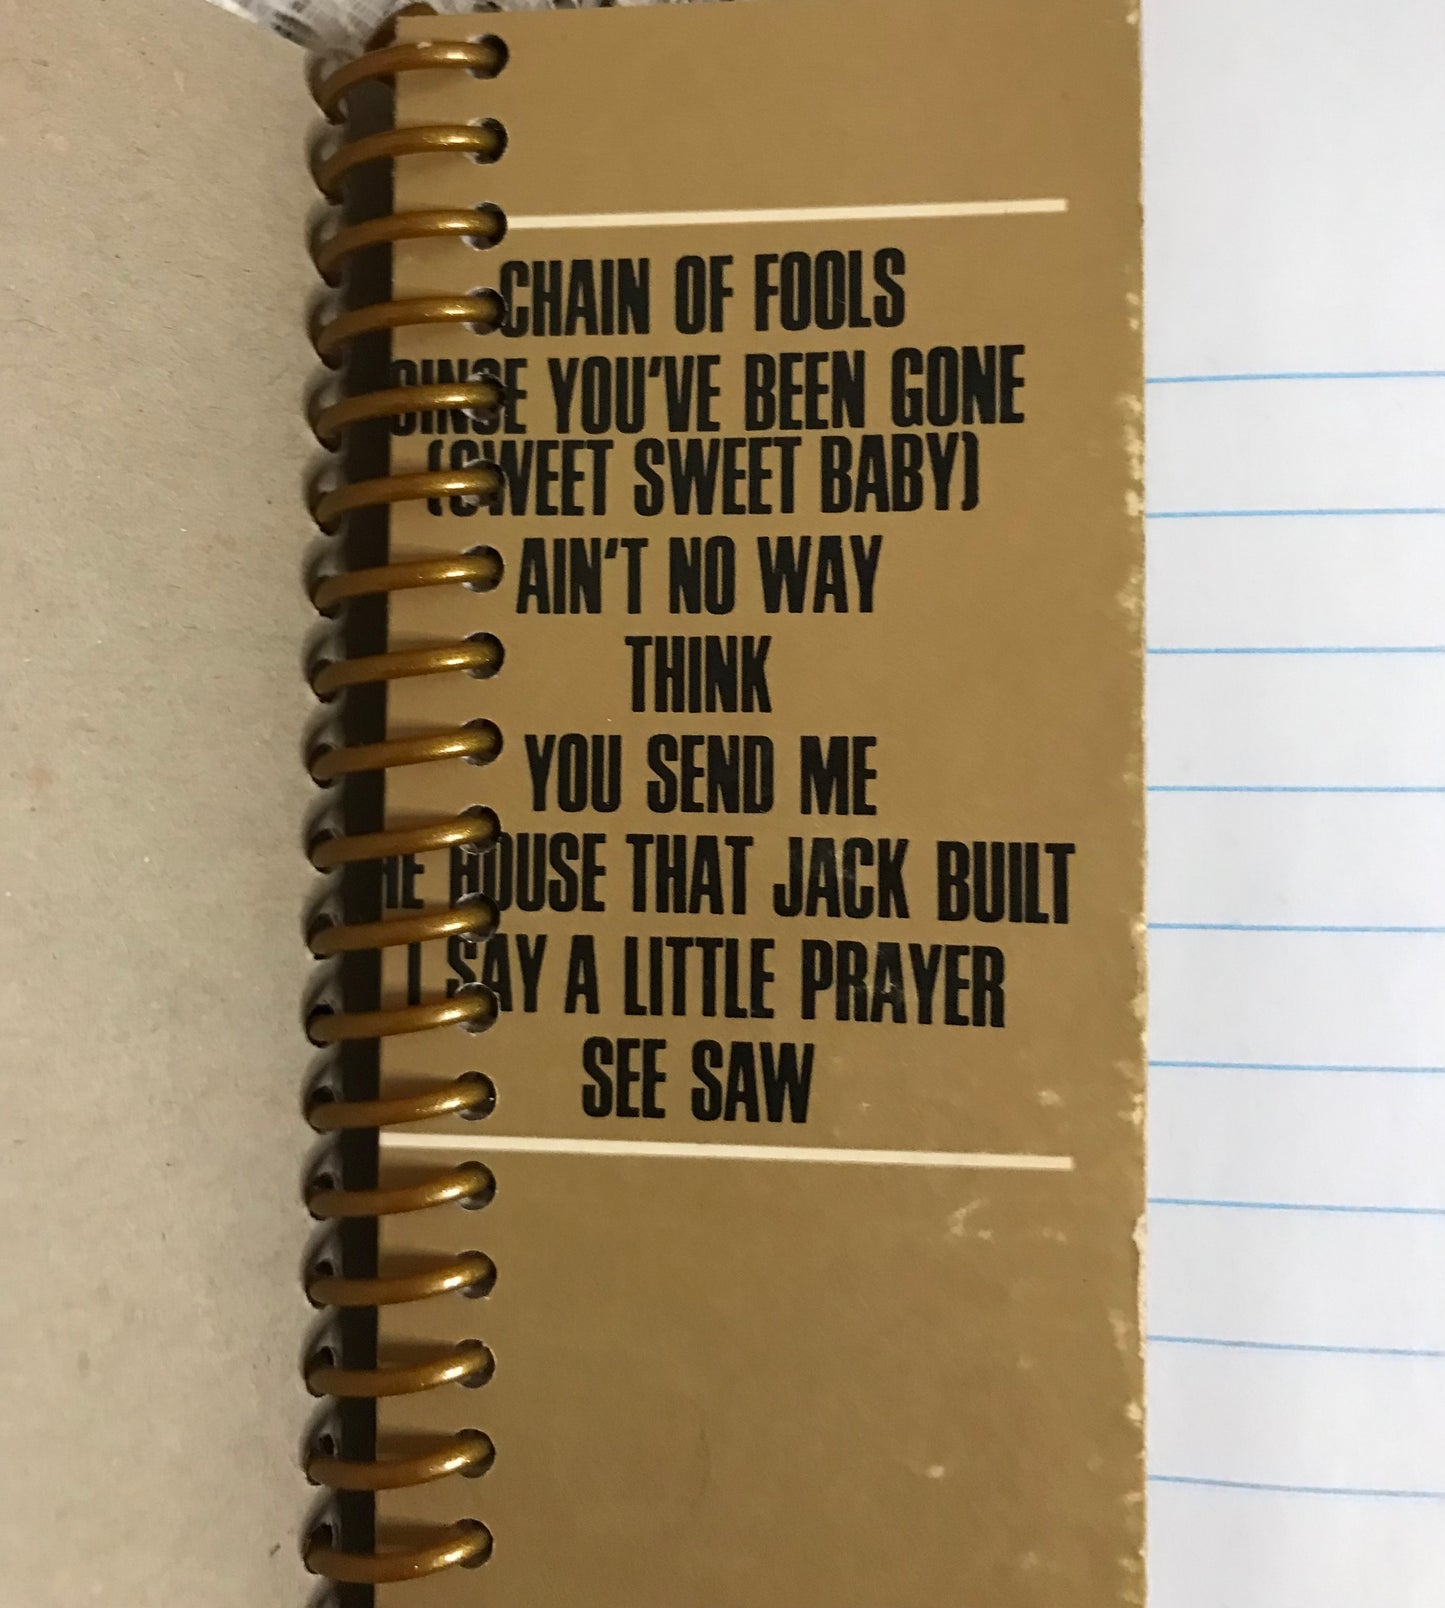 CHAIN OF FOOLS
SINCE YOU'VE BEEN GONE
(SWEET SWEET BABY)
AIN'T NO WAY
THINK
YOU SEND ME
HE HOUSE THAT JACK BUILT
I SAY A LITTLE PRAYER
SEE SAW